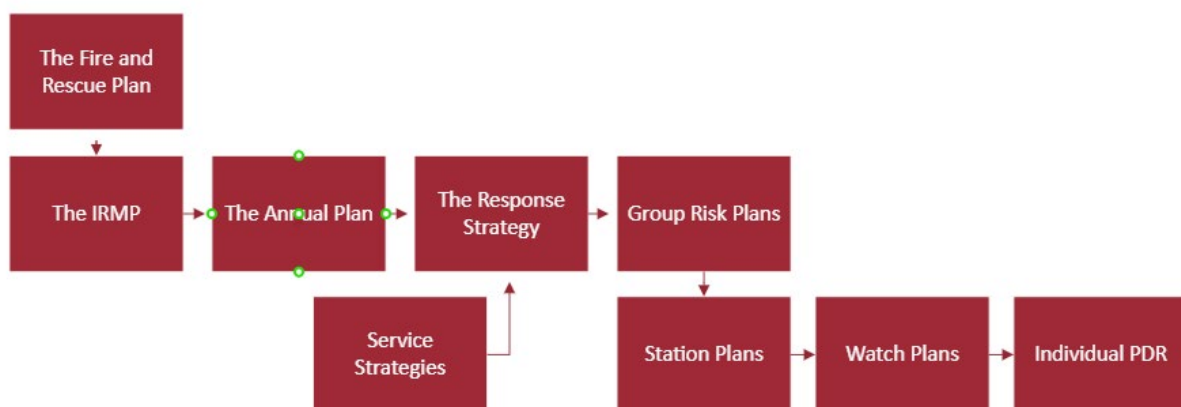 The Fire and
Rescue Plan
The IRMP
The Annual Plan
The Response
Strategy
Group Risk Plans
Service
Strategies
Station Plans
Watch Plans
Individual PDR